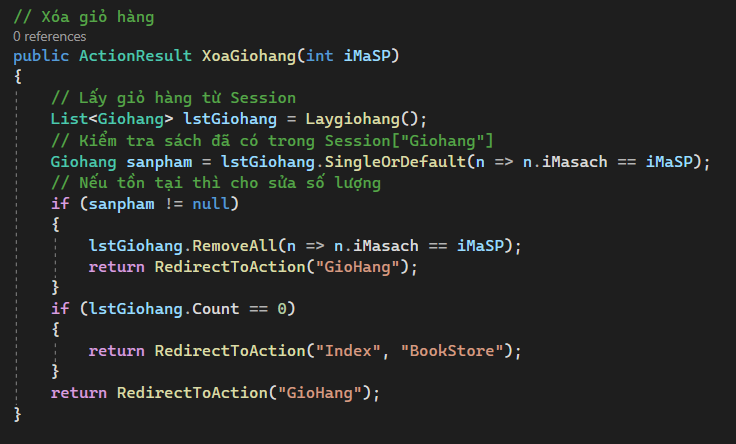 // Xóa giỏ hàng
0 references
public ActionResult XoaGiohang(int iMaSP)
{
    // Lấy giỏ hàng từ Session
    List<Giohang> lstGiohang = Laygiohang();
    // Kiểm tra sách đã có trong Session["Giohang"]
    Giohang sanpham = lstGiohang.SingleOrDefault(n => n.iMasach == iMaSP);
    // Nếu tồn tại thì cho sửa số lượng
    if (sanpham != null)
    {
        lstGiohang.RemoveAll(n => n.iMasach == iMaSP);
        return RedirectToAction("GioHang");
    }
    if (lstGiohang.Count == 0)
    {
        return RedirectToAction("Index", "BookStore");
    }
    return RedirectToAction("GioHang");
}